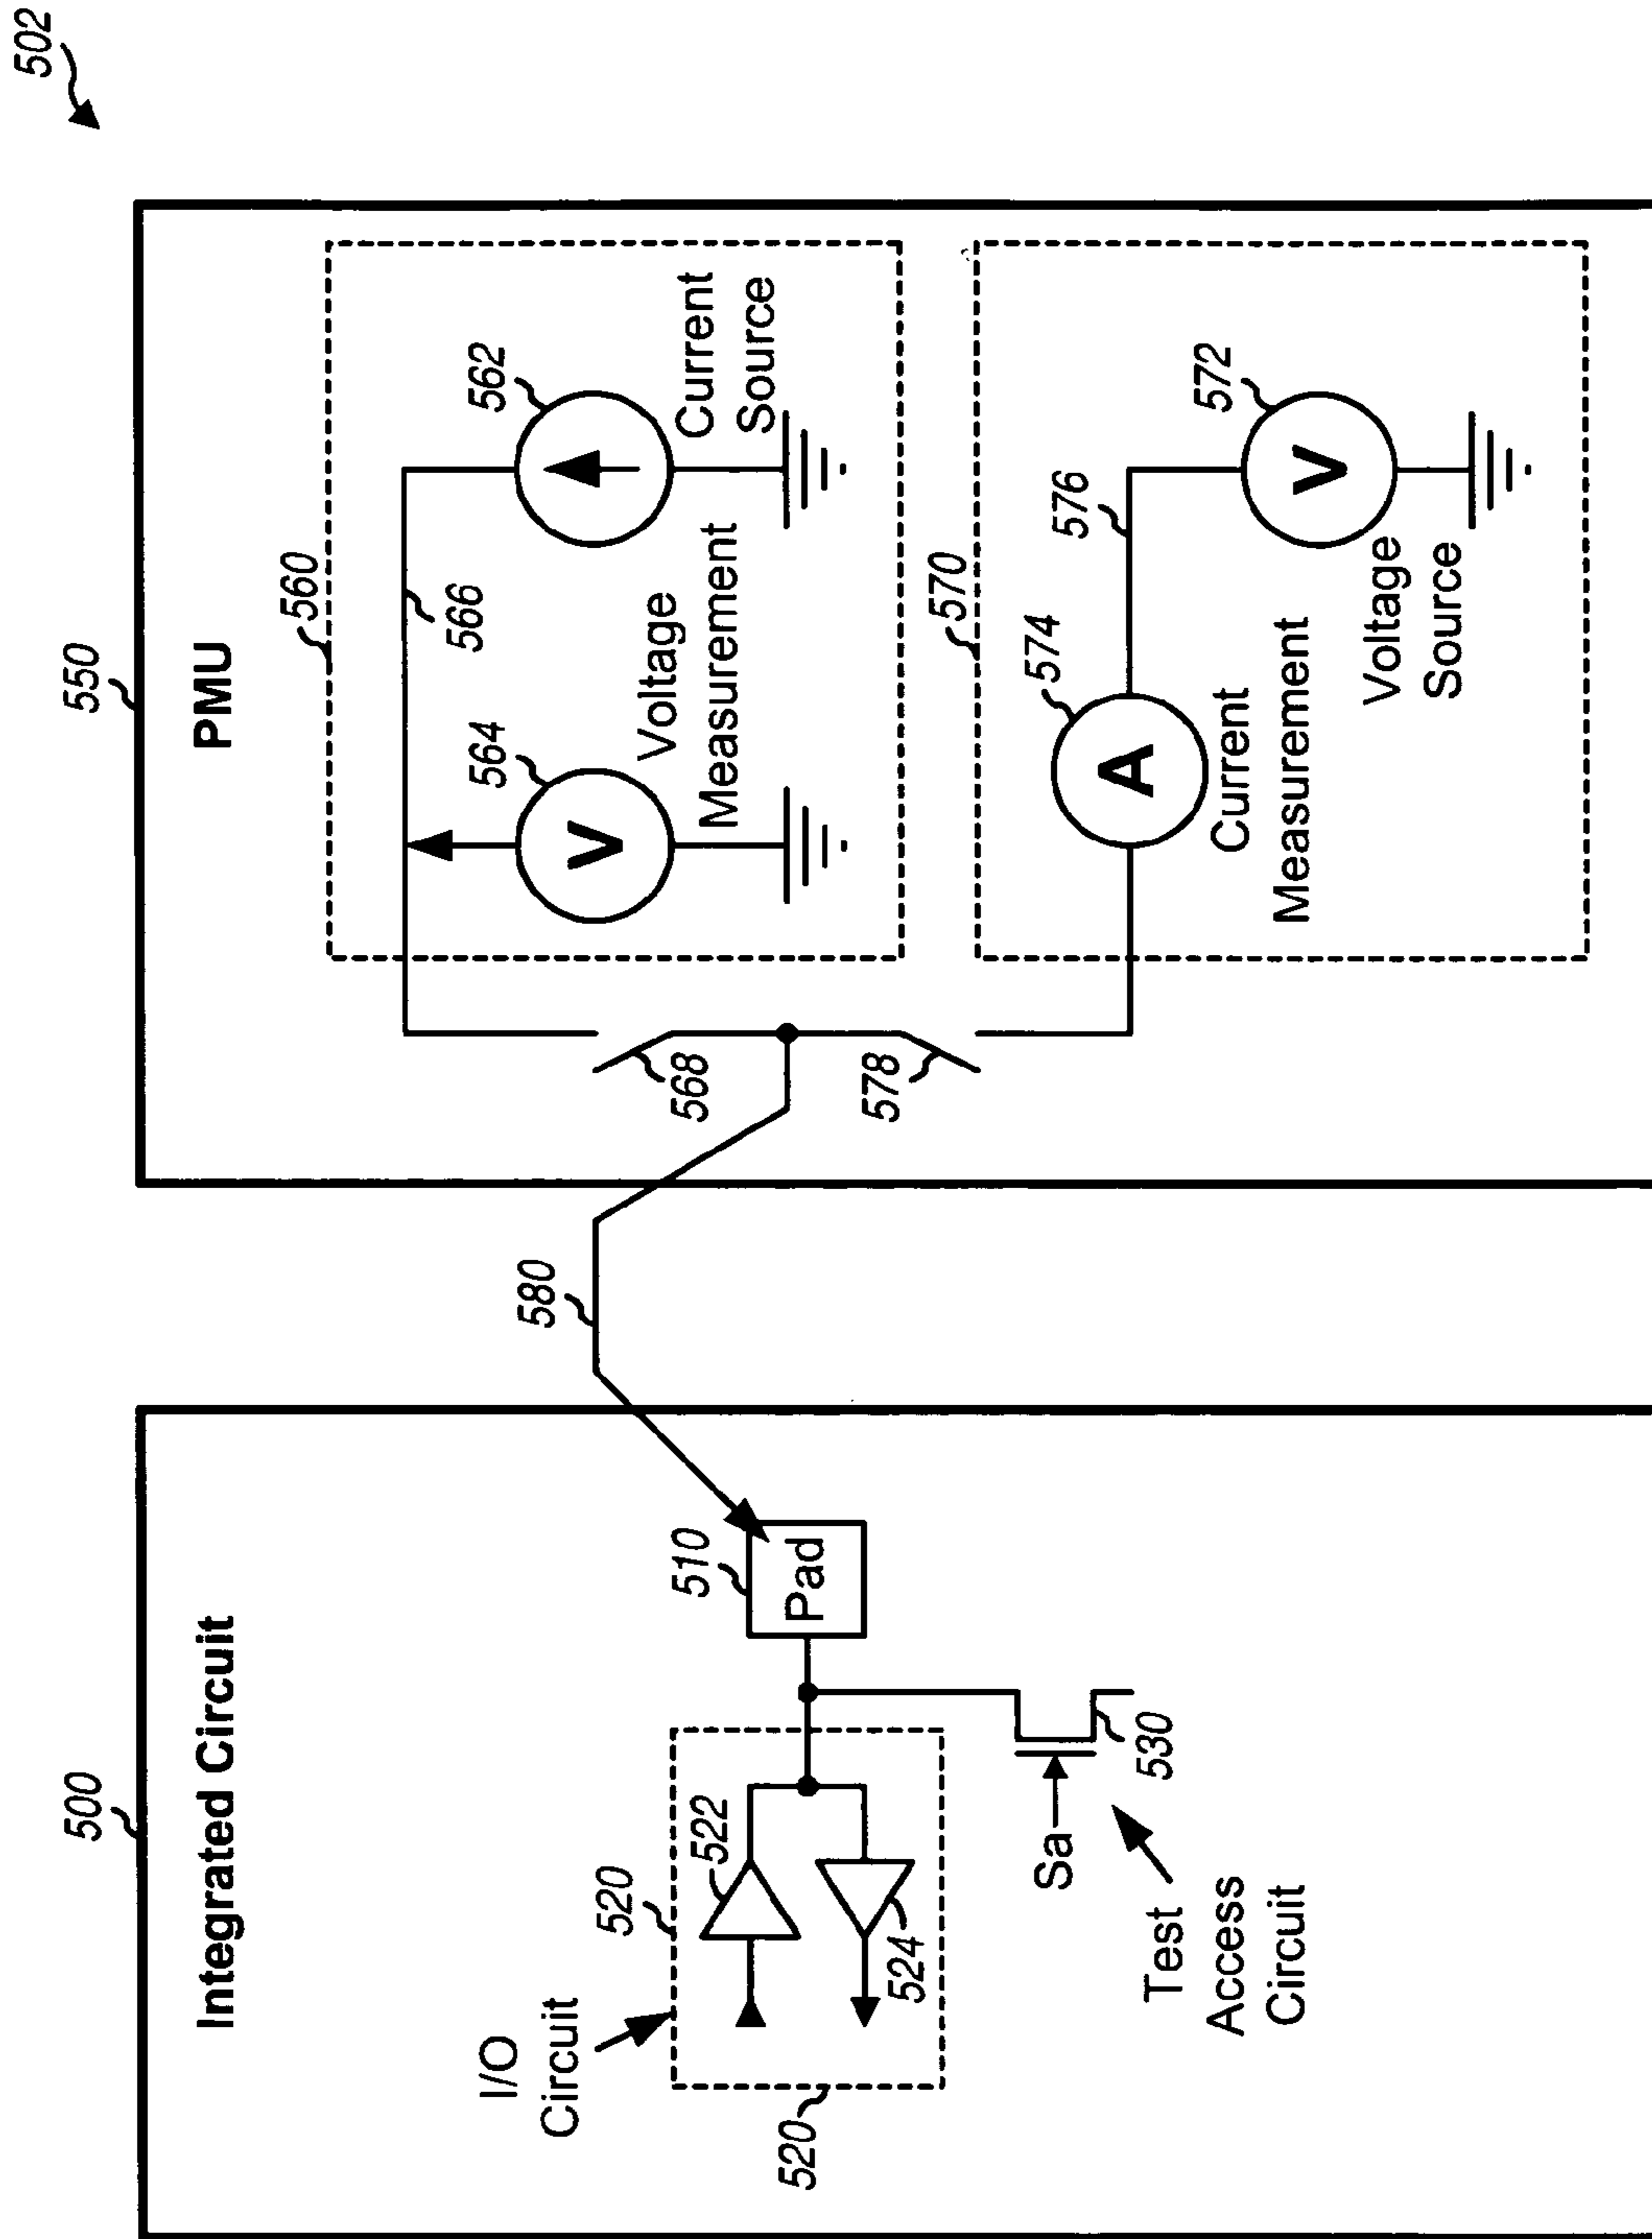 502
500
Integrated Circuit
I/O
Circuit
520
520
522
524
510
Pad
Sa
530
Test
Access
Circuit
580
550
PMU
560
566
564
V
Voltage
Measurement
562
Current
Source
568
578
570
574
A
Current
Measurement
576
572
V
Voltage
Source